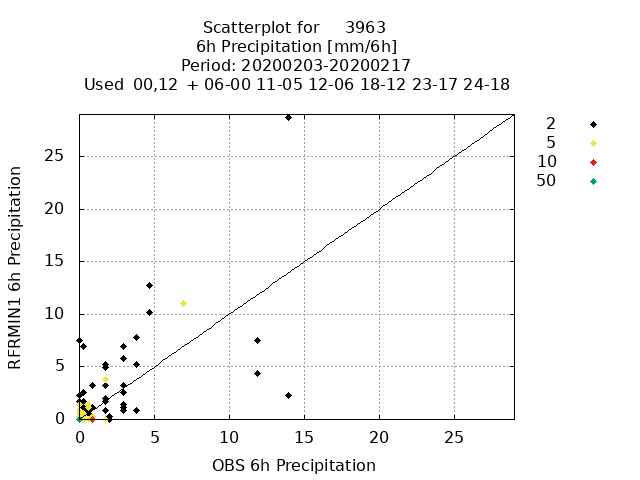 Scatterplot for 3963
6h Precipitation [mm/6h]
Period: 20200203-20200217
Used 00,12 + 06-00 11-05 12-06 18-12 23-17 24-18
2
5
10
50
25
20
15
10
5
0
0 5 10 15 20 25
RFRMIN1 6h Precipitation
OBS 6h Precipitation